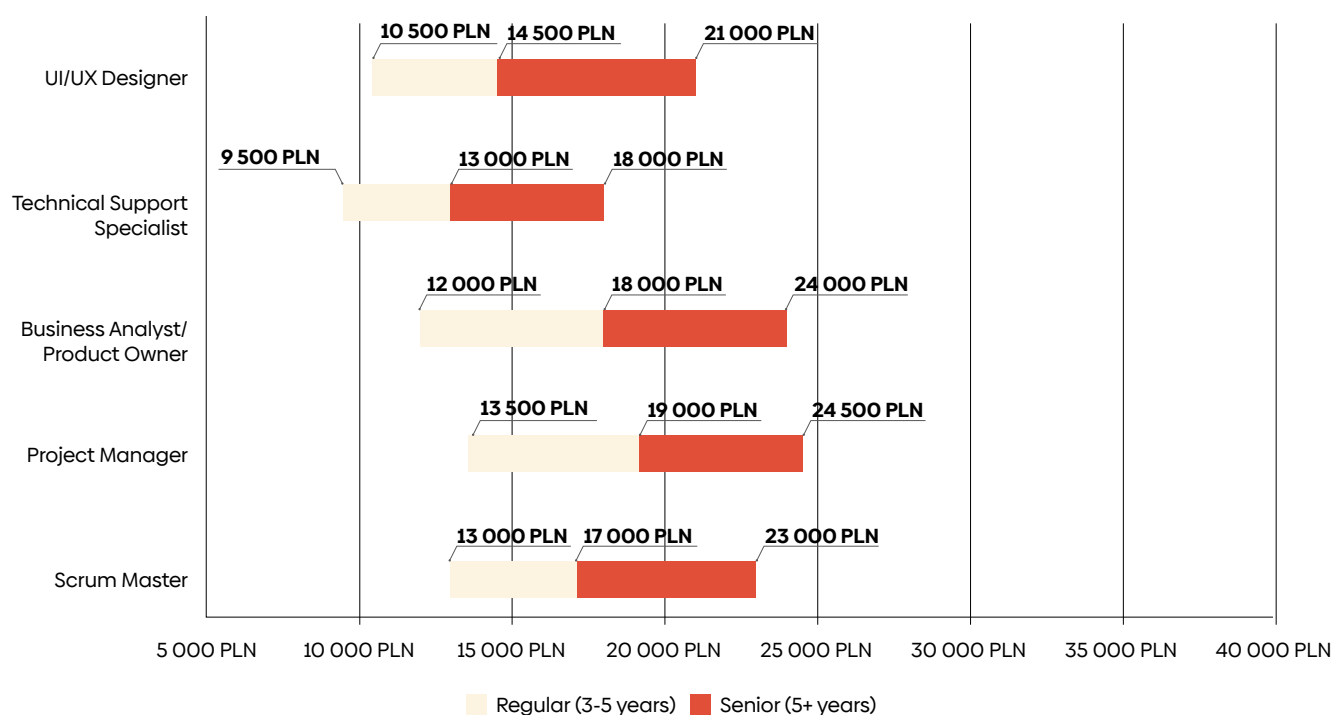 10 500 PLN 14 500 PLN 21 000 PLN
UI/UX Designer
9 500 PLN 13 000 PLN 18 000 PLN
Technical Support
Specialist
12 000 PLN 18 000 PLN 24 000 PLN
Business Analyst/
Product Owner
13 500 PLN 19 000 PLN 24 500 PLN
Project Manager
13 000 PLN 17 000 PLN 23 000 PLN
Scrum Master
5 000 PLN 10 000 PLN 15 000 PLN 20 000 PLN 25 000 PLN 30 000 PLN 35 000 PLN 40 000 PLN
Regular (3-5 years) Senior (5+ years)